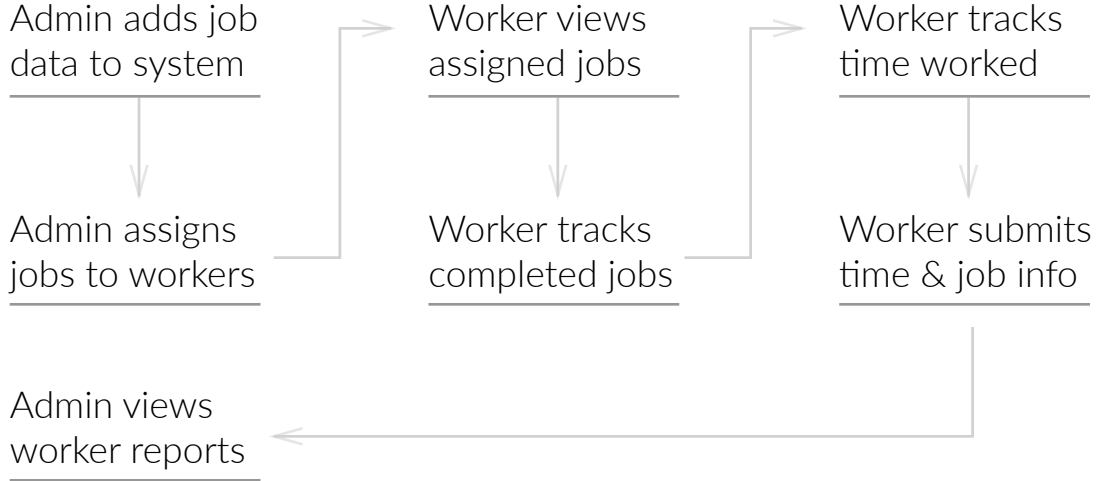 Admin adds job
data to system
Admin assigns
jobs to workers
Worker views
assigned jobs
Worker tracks
completed jobs
Worker tracks
time worked
Worker submits
time & job info
Admin views
worker reports